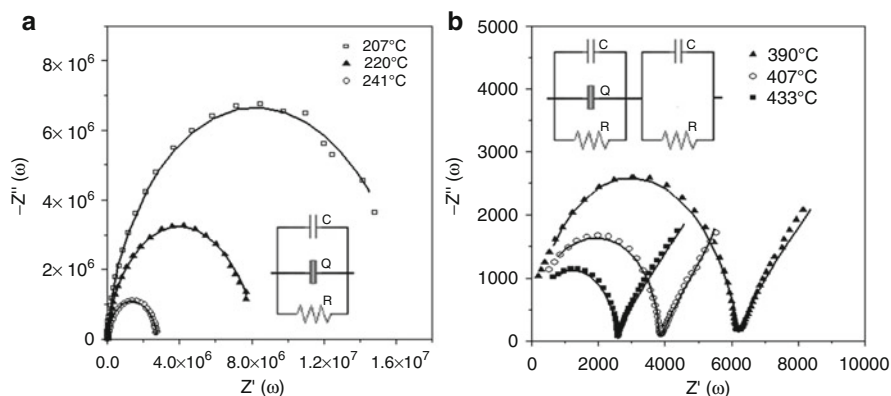 a
207°C
220°C
241°C
8×10⁶
6×10⁶
4×10⁶
2×10⁶
0
−Z″ (ω)
C
Q
R
0.0
4.0×10⁶
8.0×10⁶
1.2×10⁷
1.6×10⁷
Z′ (ω)
b
390°C
407°C
433°C
5000
4000
3000
2500
2000
1000
500
0
−Z″ (ω)
C
C
Q
R
R
0
2000
4000
6000
8000
10000
Z′ (ω)